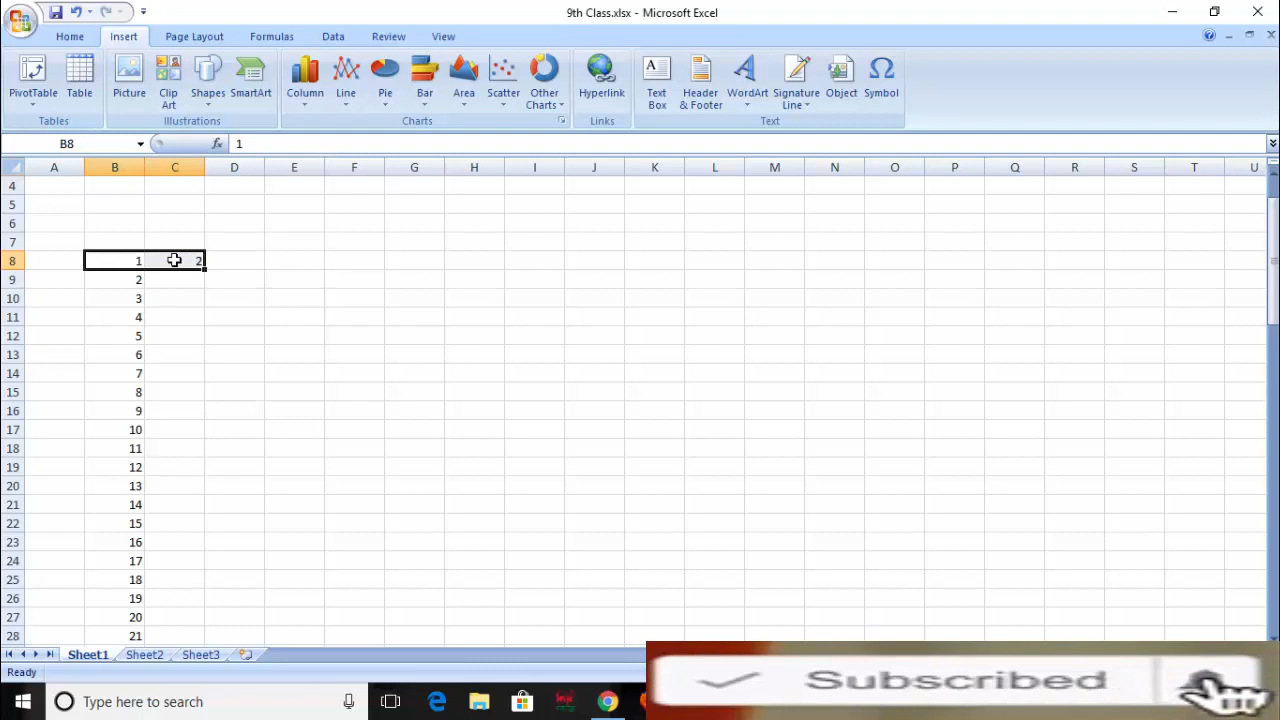 9th Class.xlsx - Microsoft Excel
Home Insert Page Layout Formulas Data Review View
PivotTable Table Picture Clip Art Shapes SmartArt Column Line Pie Bar Area Scatter Other Charts Hyperlink Text Box Header & Footer WordArt Signature Line Object Symbol
Tables Illustrations Charts Links Text
B8 fx 1
A B C D E F G H I J K L M N O P Q R S T U
4
5
6
7
8 1 2
9 2
10 3
11 4
12 5
13 6
14 7
15 8
16 9
17 10
18 11
19 12
20 13
21 14
22 15
23 16
24 17
25 18
26 19
27 20
28 21
Sheet1 Sheet2 Sheet3
Ready
Subscribed
Type here to search